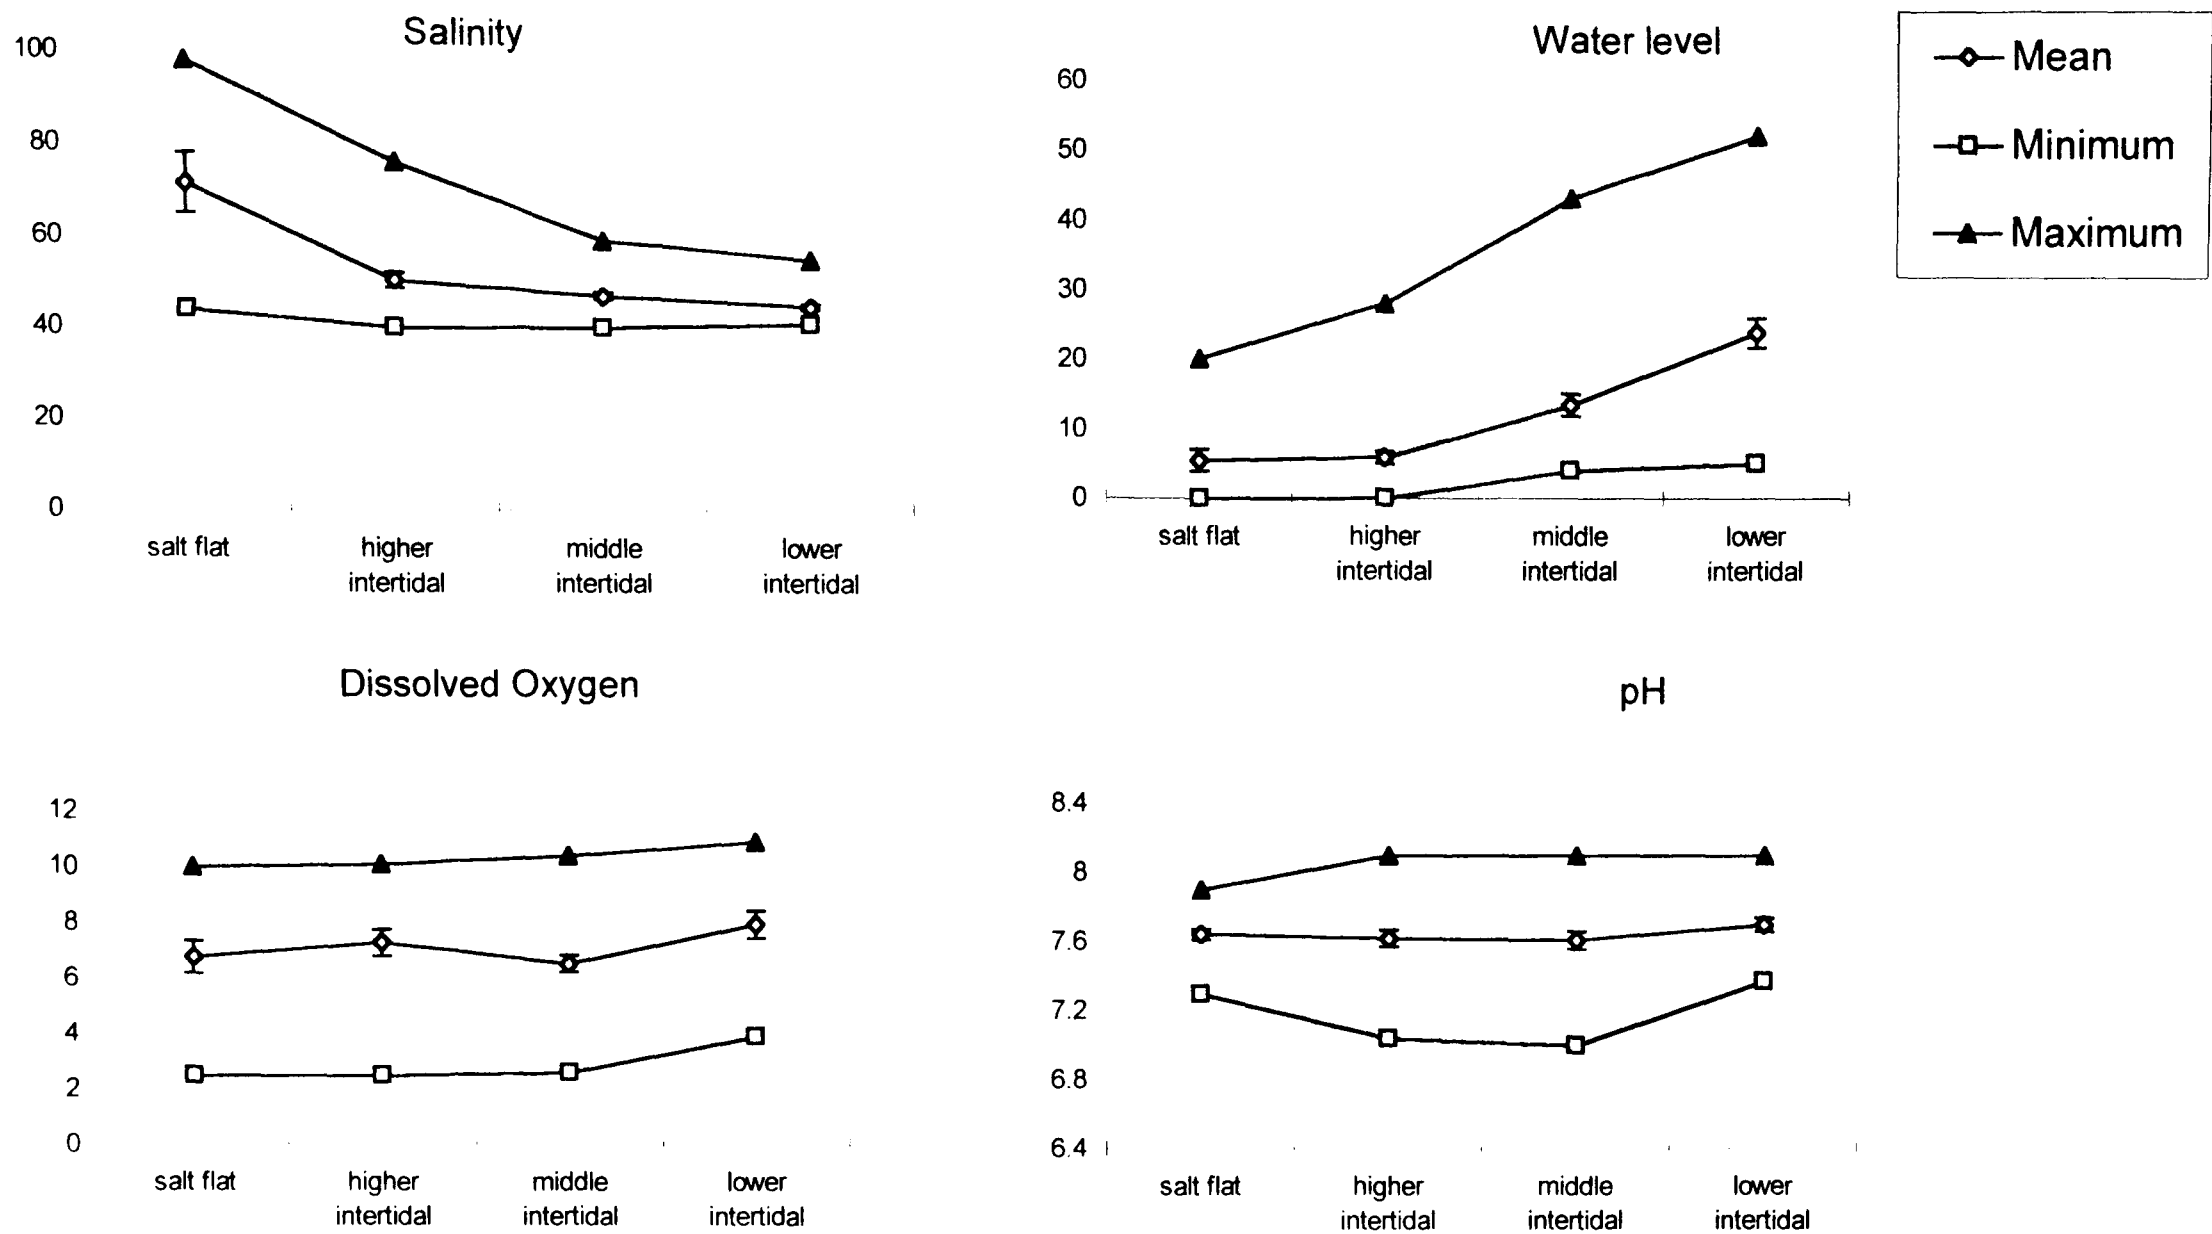 Salinity
100
80
60
40
20
0
salt flat
higher
intertidal
middle
intertidal
lower
intertidal
Water level
60
50
40
30
20
10
0
salt flat
higher
intertidal
middle
intertidal
lower
intertidal
Mean
Minimum
Maximum
Dissolved Oxygen
12
10
8
6
4
2
0
salt flat
higher
intertidal
middle
intertidal
lower
intertidal
pH
8.4
8
7.6
7.2
6.8
6.4
salt flat
higher
intertidal
middle
intertidal
lower
intertidal